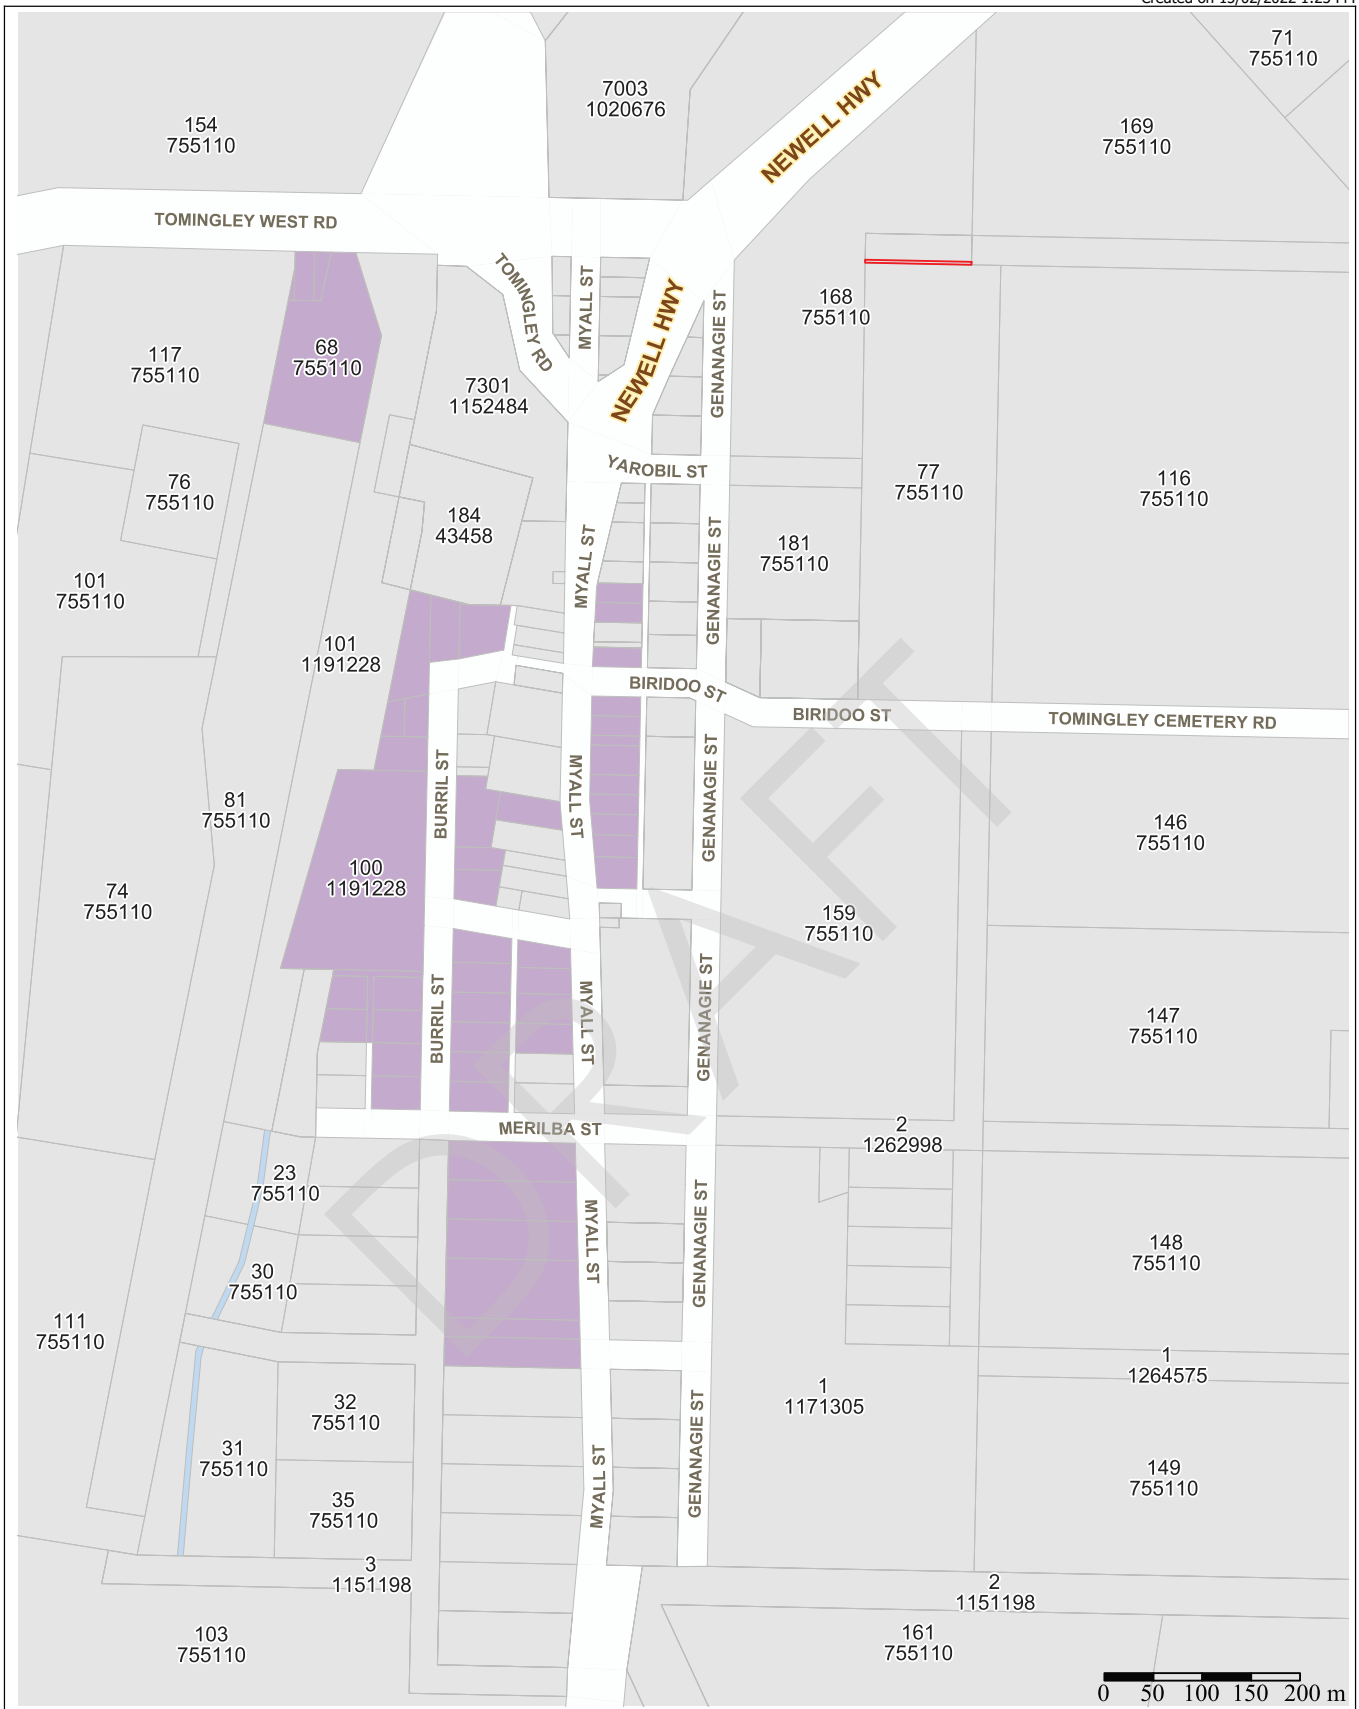 71
755110
7003
1020676
NEWELL HWY
154
755110
169
755110
TOMINGLEY WEST RD
TOMINGLEY RD
MYALL ST
NEWELL HWY
GENANAGIE ST
168
755110
117
755110
68
755110
7301
1152484
YAROBIL ST
76
755110
184
43458
77
755110
116
755110
181
755110
MYALL ST
GENANAGIE ST
101
755110
101
1191228
BIRIDOO ST
BIRIDOO ST
TOMINGLEY CEMETERY RD
BURRIL ST
MYALL ST
GENANAGIE ST
81
755110
146
755110
100
1191228
74
755110
159
755110
BURRIL ST
MYALL ST
GENANAGIE ST
147
755110
MERILBA ST
2
1262998
23
755110
MYALL ST
GENANAGIE ST
148
755110
30
755110
111
755110
1
1264575
1
1171305
32
755110
31
755110
MYALL ST
GENANAGIE ST
149
755110
35
755110
3
1151198
2
1151198
103
755110
161
755110
0 50 100 150 200 m
DRAFT